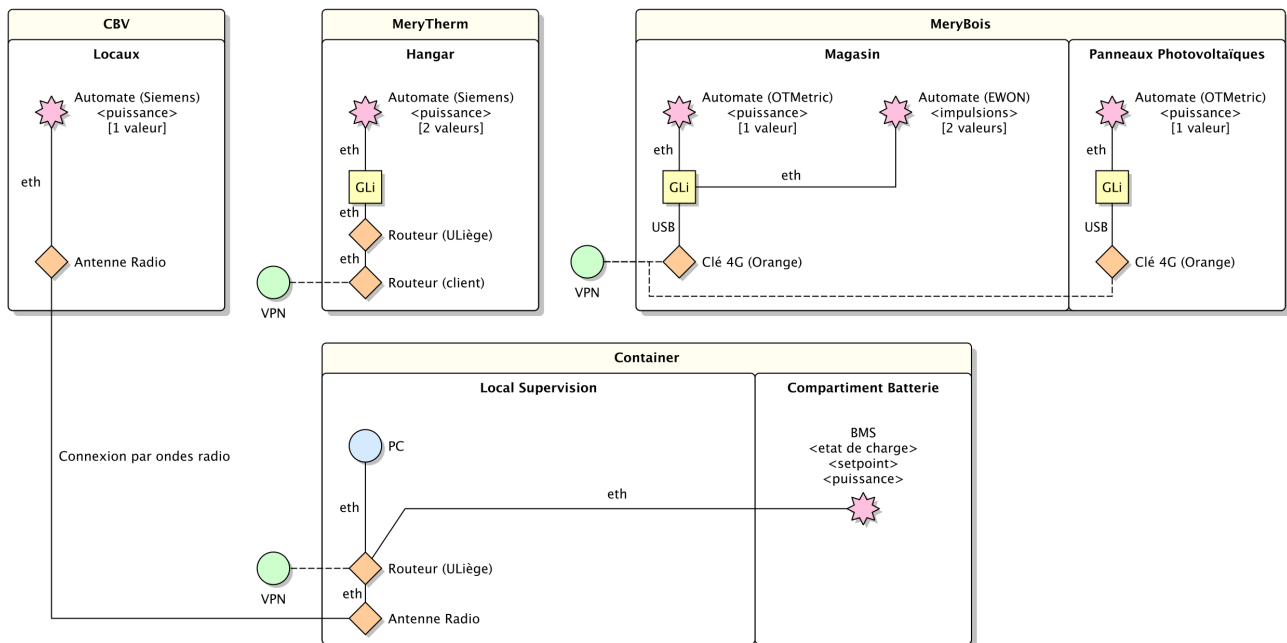 CBV
Locaux
Automate (Siemens)
<puissance>
[1 valeur]
eth
Antenne Radio
MeryTherm
Hangar
Automate (Siemens)
<puissance>
[2 valeurs]
eth
GLi
eth
Routeur (ULiège)
eth
Routeur (client)
VPN
MeryBois
Magasin
Automate (OTMetric)
<puissance>
[1 valeur]
eth
Automate (EWON)
<impulsions>
[2 valeurs]
GLi
eth
USB
Clé 4G (Orange)
VPN
Panneaux Photovoltaïques
Automate (OTMetric)
<puissance>
[1 valeur]
eth
GLi
USB
Clé 4G (Orange)
Connexion par ondes radio
Container
Local Supervision
PC
eth
eth
Routeur (ULiège)
VPN
eth
Antenne Radio
Compartiment Batterie
BMS
<etat de charge>
<setpoint>
<puissance>